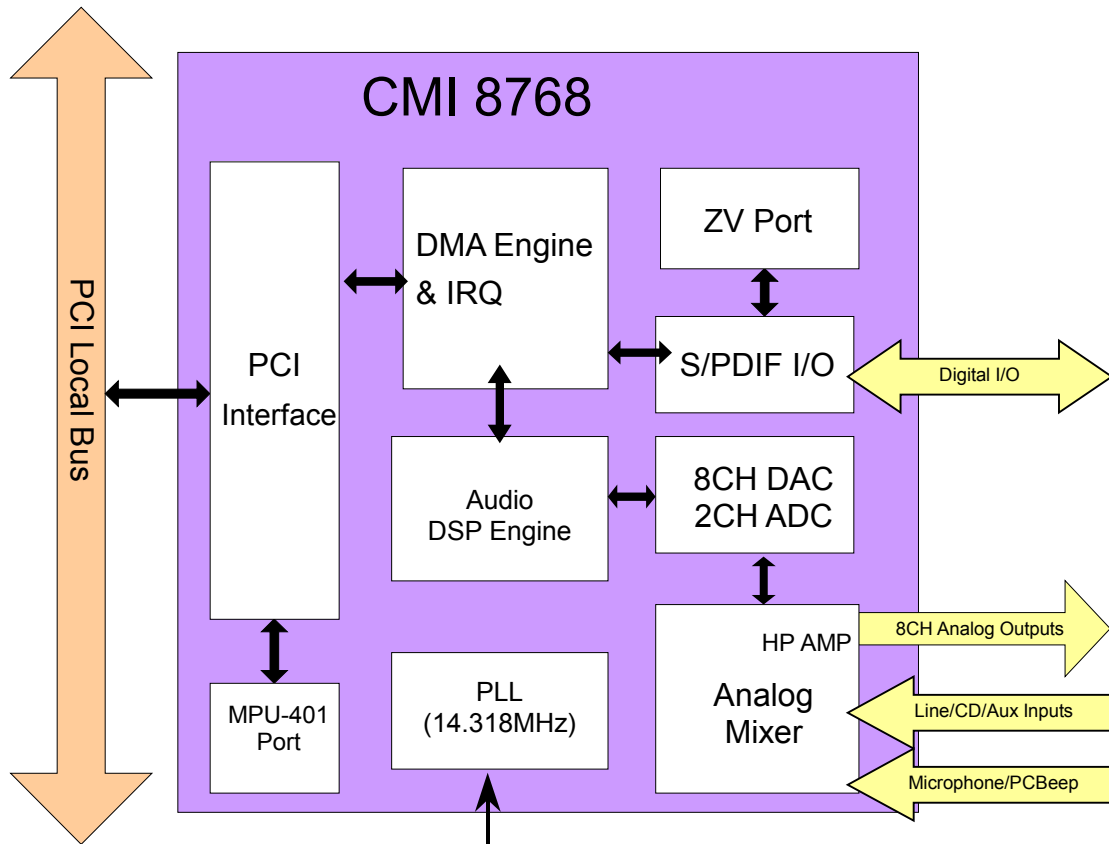 CMI 8768
PCI Local Bus
PCI
Interface
DMA Engine
& IRQ
ZV Port
S/PDIF I/O
Digital I/O
Audio
DSP Engine
8CH DAC
2CH ADC
MPU-401
Port
PLL
(14.318MHz)
HP AMP
Analog
Mixer
8CH Analog Outputs
Line/CD/Aux Inputs
Microphone/PCBeep